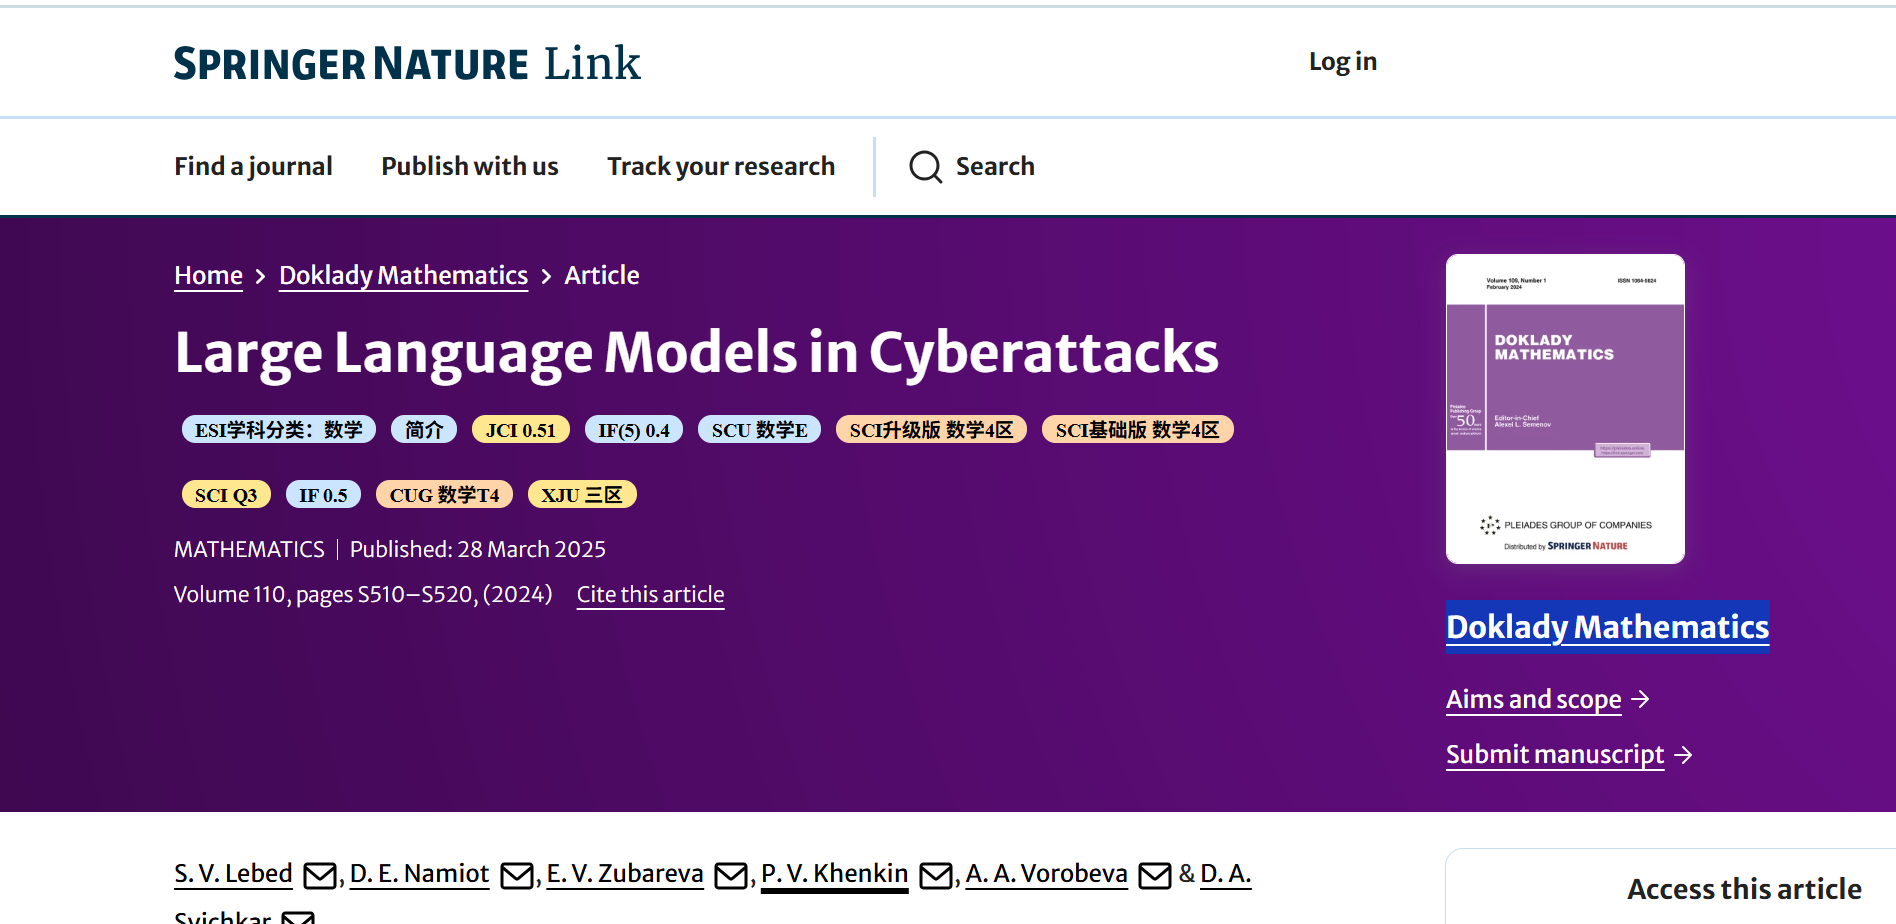 SPRINGER NATURE Link
Log in
Find a journal
Publish with us
Track your research
Search
Home > Doklady Mathematics > Article
Large Language Models in Cyberattacks
ESI学科分类：数学
简介
JCI 0.51
IF(5) 0.4
SCU 数学E
SCI升级版 数学4区
SCI基础版 数学4区
SCI Q3
IF 0.5
CUG 数学T4
XJU 三区
MATHEMATICS | Published: 28 March 2025
Volume 110, pages S510–S520, (2024) Cite this article
Volume 109, Number 1
February 2024
ISSN 1064-5624
DOKLADY
MATHEMATICS
Pleiades
Publishing Group
50
Editor-in-Chief
Alexei L. Semenov
PLEIADES GROUP OF COMPANIES
Distributed by SPRINGER NATURE
Doklady Mathematics
Aims and scope →
Submit manuscript →
S. V. Lebed, D. E. Namiot, E. V. Zubareva, P. V. Khenkin, A. A. Vorobeva & D. A.
Svichkar
Access this article